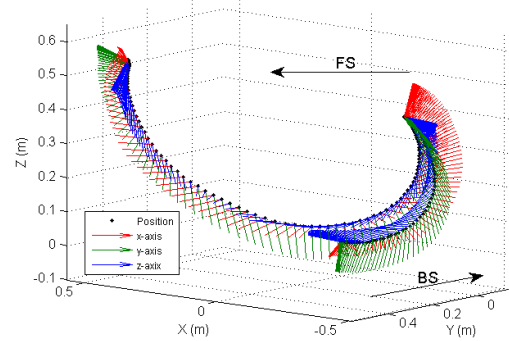 0.6
0.5
0.4
0.3
0.2
0.1
0
-0.1
Z (m)
FS
BS
Position
x-axis
y-axis
z-axix
0.5
0
-0.5
X (m)
0.4
0.2
0
Y (m)